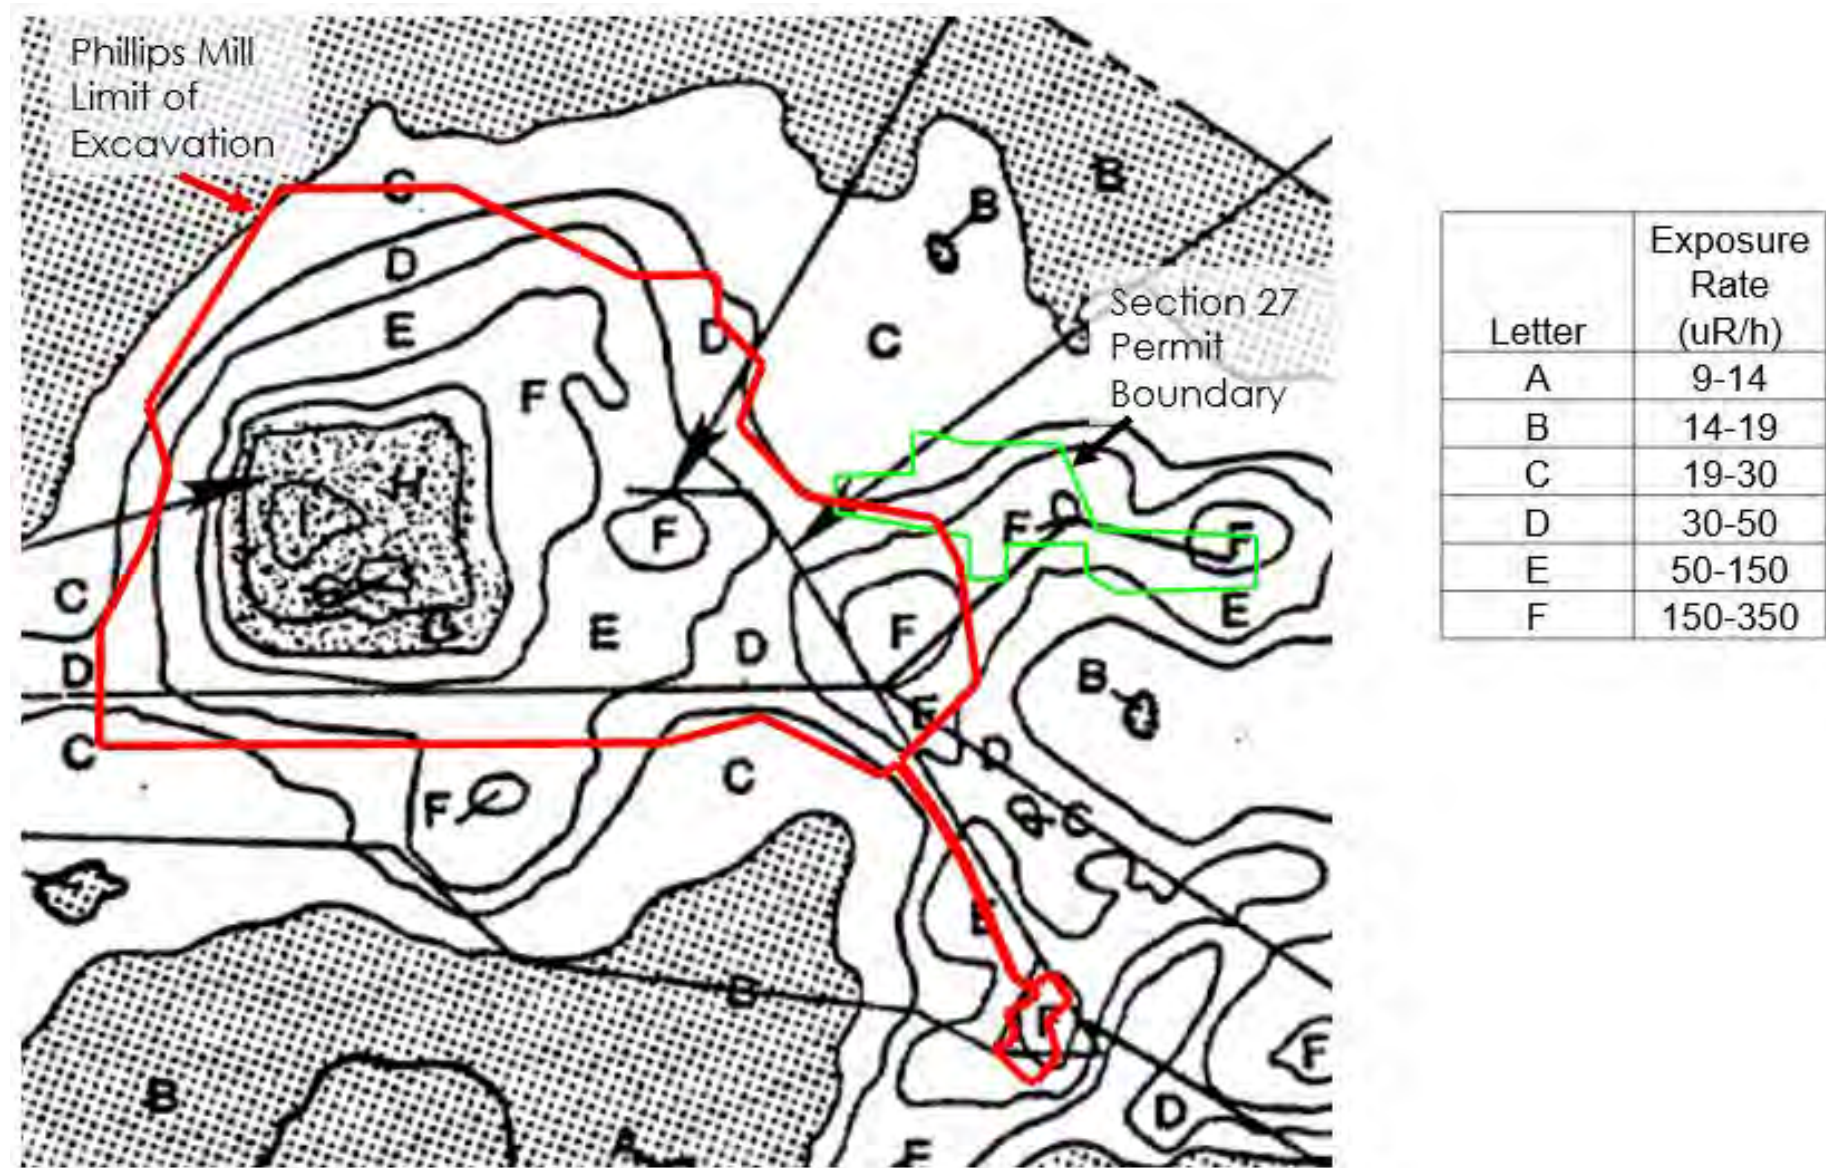 Phillips Mill
Limit of
Excavation
C
B
B
D
Section 27
Permit
Boundary
E
D
C
F
H
I
F
F
F
C
G
E
E
D
F
D
B
E
D
C
C
F
C
E
B
F
F
B
D
A
E
Exposure
Rate
Letter (uR/h)
A 9-14
B 14-19
C 19-30
D 30-50
E 50-150
F 150-350